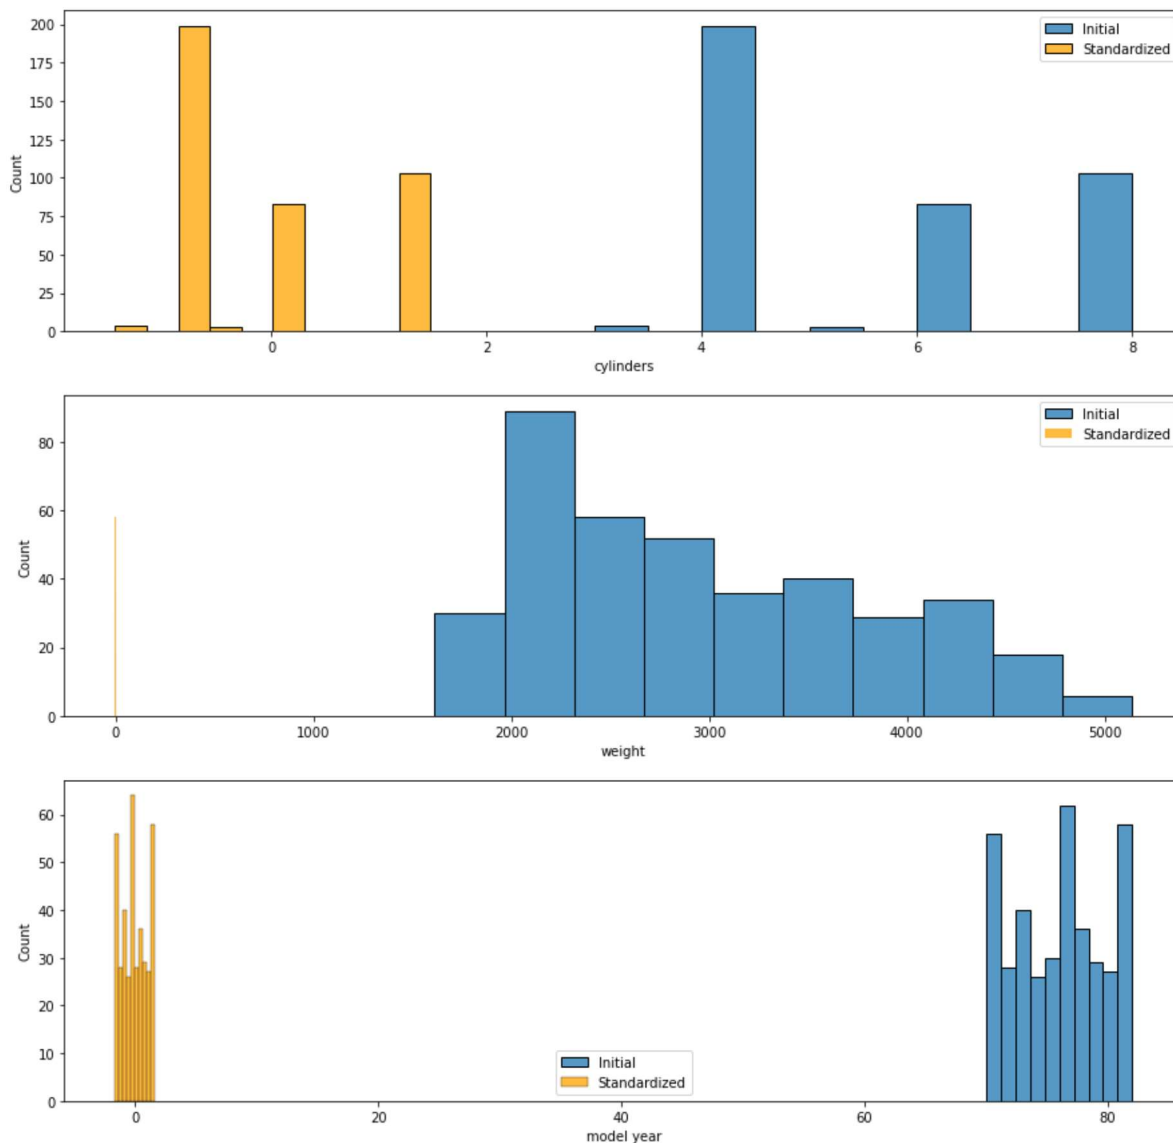 200
175
150
125
100
75
50
25
0
Count
Initial
Standardized
0 2 4 6 8
cylinders
80
60
40
20
0
Count
Initial
Standardized
0 1000 2000 3000 4000 5000
weight
60
50
40
30
20
10
0
Count
Initial
Standardized
0 20 40 60 80
model year